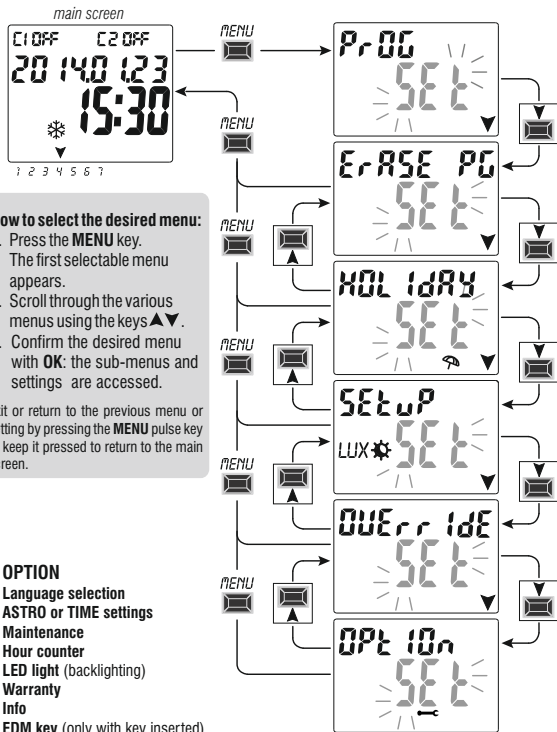 main screen
C1 OFF C2 OFF
2014.01.23
15:30
1 2 3 4 5 6 7
MENU
ProG
SEt
MENU
ErASE PG
SEt
MENU
HOLIdAY
SEt
MENU
SEtuP
LUX SEt
MENU
OUErrIdE
SEt
MENU
OPtIOn
SEt
to select the desired menu:
Press the MENU key.
The first selectable menu
appears.
Scroll through the various
menus using the keys ▲▼.
Confirm the desired menu
with OK: the sub-menus and
settings are accessed.
or return to the previous menu or
by pressing the MENU pulse key
keep it pressed to return to the main
OPTION
Language selection
ASTRO or TIME settings
Maintenance
Hour counter
LED light (backlighting)
Warranty
Info
EDM key (only with key inserted)